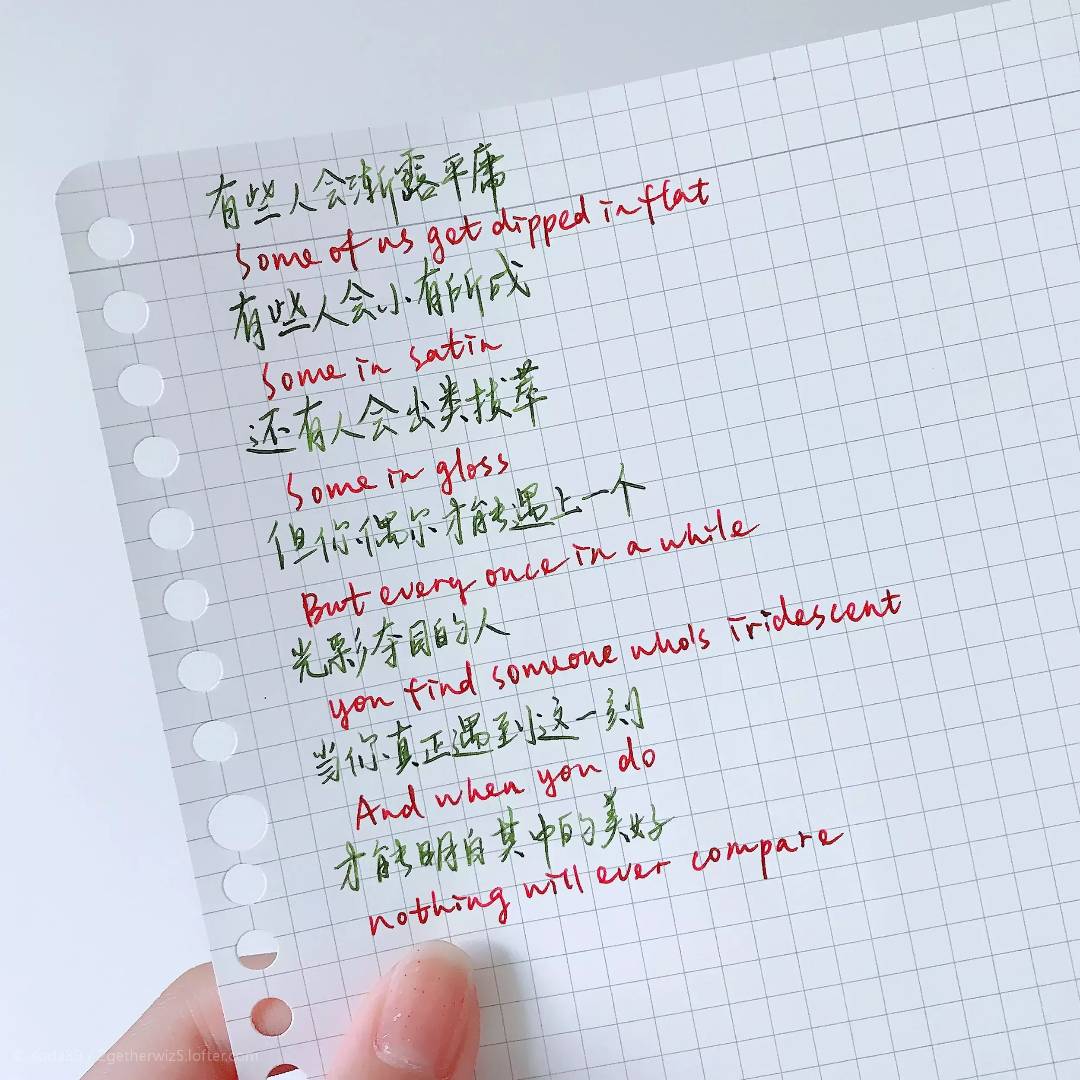 有些人会渐露平庸
Some of us get dipped in flat
有些人会小有所成
Some in satin
还有人会出类拔萃
Some in gloss
但你偶尔才能遇上一个
But every once in a while
光彩夺目的人
you find someone who's iridescent
当你真正遇到这一刻
And when you do
才能明白其中的美好
nothing will ever compare
2getherwiz5.lofter.com